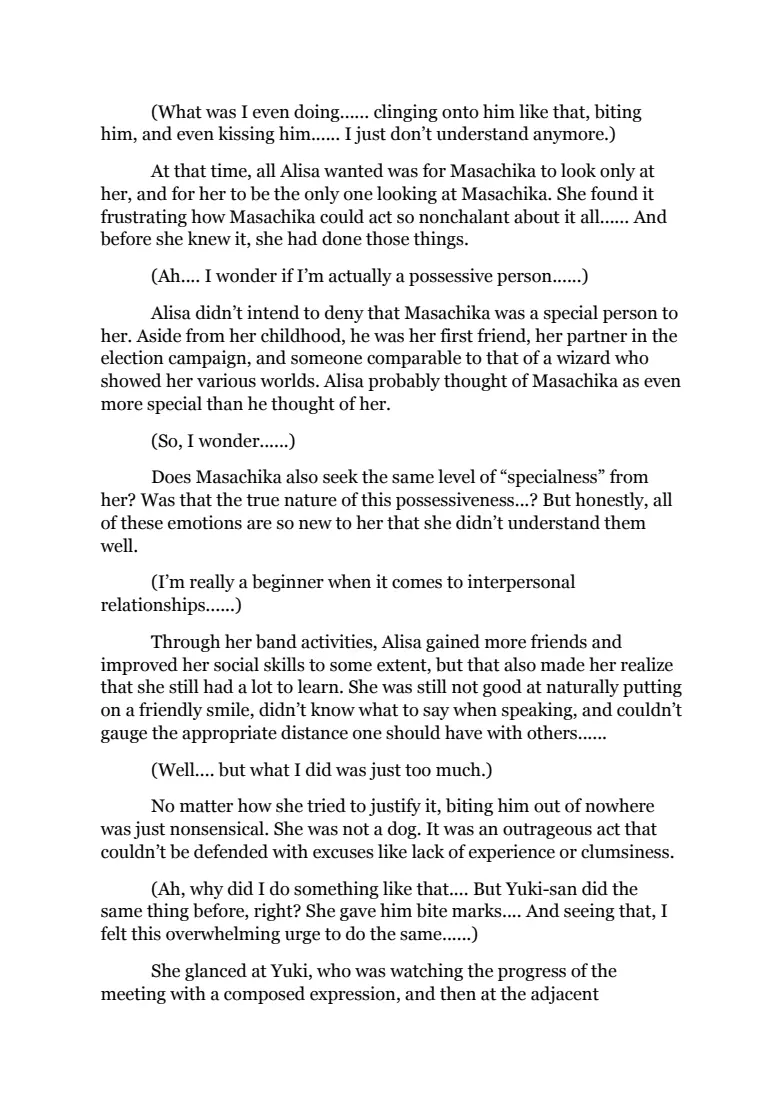 (What was I even doing...... clinging onto him like that, biting
him, and even kissing him...... I just don’t understand anymore.)
At that time, all Alisa wanted was for Masachika to look only at
her, and for her to be the only one looking at Masachika. She found it
frustrating how Masachika could act so nonchalant about it all...... And
before she knew it, she had done those things.
(Ah.... I wonder if I’m actually a possessive person......)
Alisa didn’t intend to deny that Masachika was a special person to
her. Aside from her childhood, he was her first friend, her partner in the
election campaign, and someone comparable to that of a wizard who
showed her various worlds. Alisa probably thought of Masachika as even
more special than he thought of her.
(So, I wonder......)
Does Masachika also seek the same level of “specialness” from
her? Was that the true nature of this possessiveness...? But honestly, all
of these emotions are so new to her that she didn’t understand them
well.
(I’m really a beginner when it comes to interpersonal
relationships......)
Through her band activities, Alisa gained more friends and
improved her social skills to some extent, but that also made her realize
that she still had a lot to learn. She was still not good at naturally putting
on a friendly smile, didn’t know what to say when speaking, and couldn’t
gauge the appropriate distance one should have with others......
(Well.... but what I did was just too much.)
No matter how she tried to justify it, biting him out of nowhere
was just nonsensical. She was not a dog. It was an outrageous act that
couldn’t be defended with excuses like lack of experience or clumsiness.
(Ah, why did I do something like that.... But Yuki-san did the
same thing before, right? She gave him bite marks.... And seeing that, I
felt this overwhelming urge to do the same......)
She glanced at Yuki, who was watching the progress of the
meeting with a composed expression, and then at the adjacent